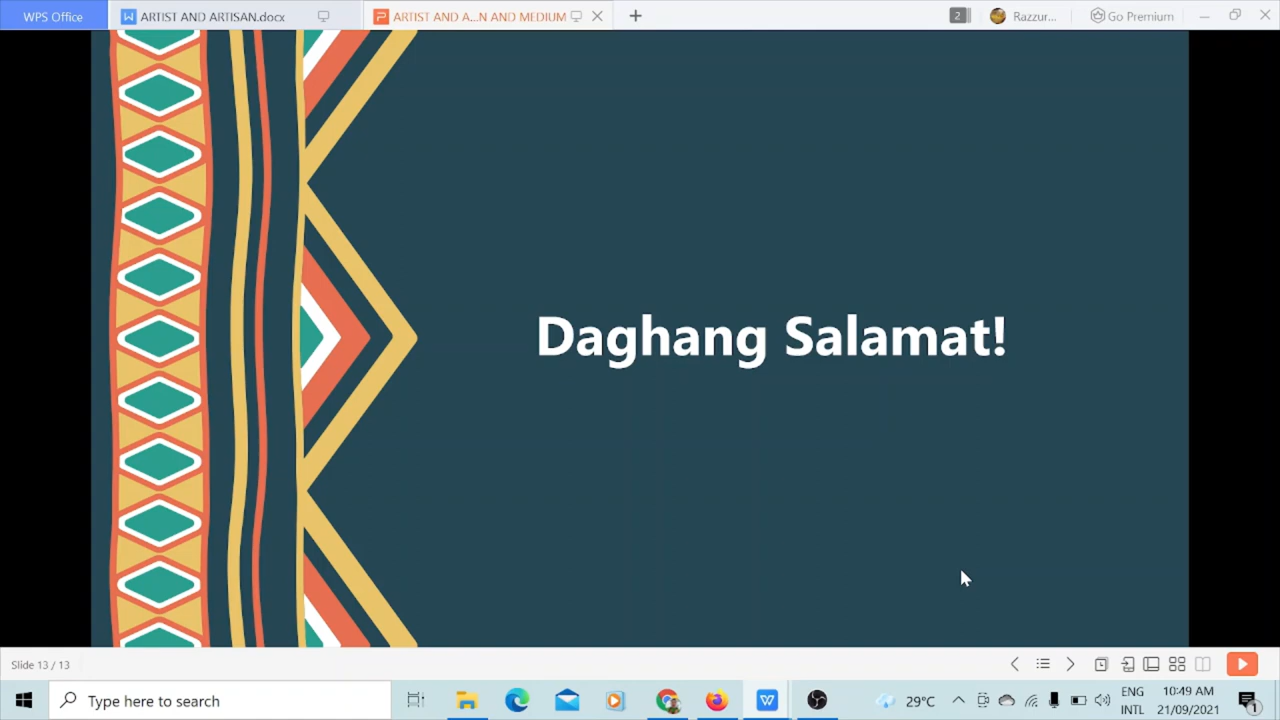 WPS Office
ARTIST AND ARTISAN.docx
ARTIST AND A...N AND MEDIUM
2
Razzur...
Go Premium
Daghang Salamat!
Slide 13 / 13
Type here to search
29°C
ENG
INTL
10:49 AM
21/09/2021
1